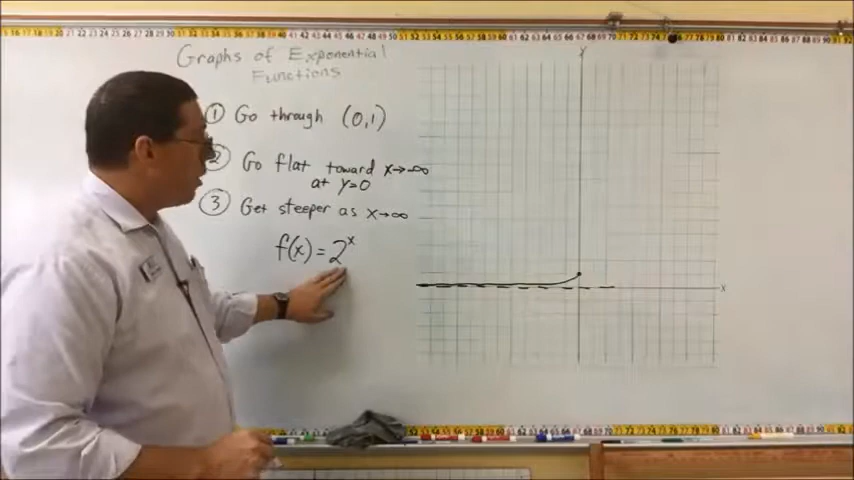 Graphs of Exponential
Functions
① Go through (0,1)
② Go flat toward x→-∞
at y=0
③ Get steeper as x→∞
f(x) = 2ˣ
y
x